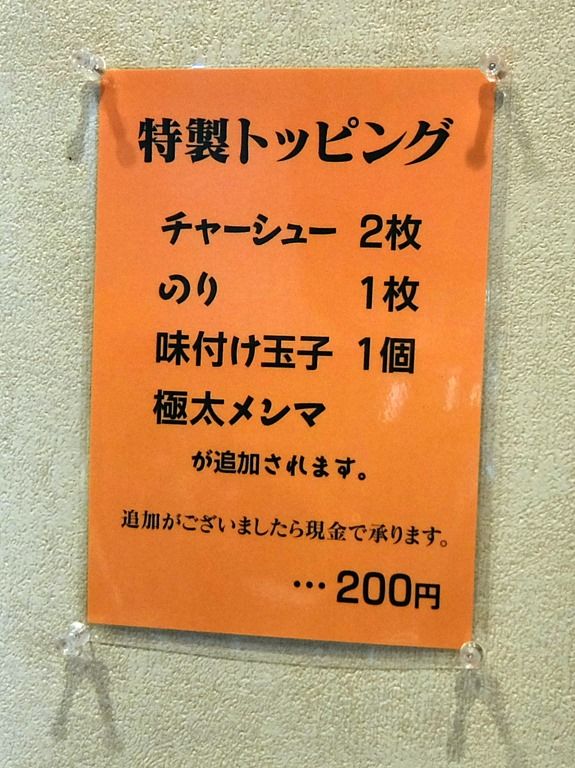 特製トッピング
チャーシュー 2枚
のり 1枚
味付け玉子 1個
極太メンマ
が追加されます。
追加がございましたら現金で承ります。
…200円